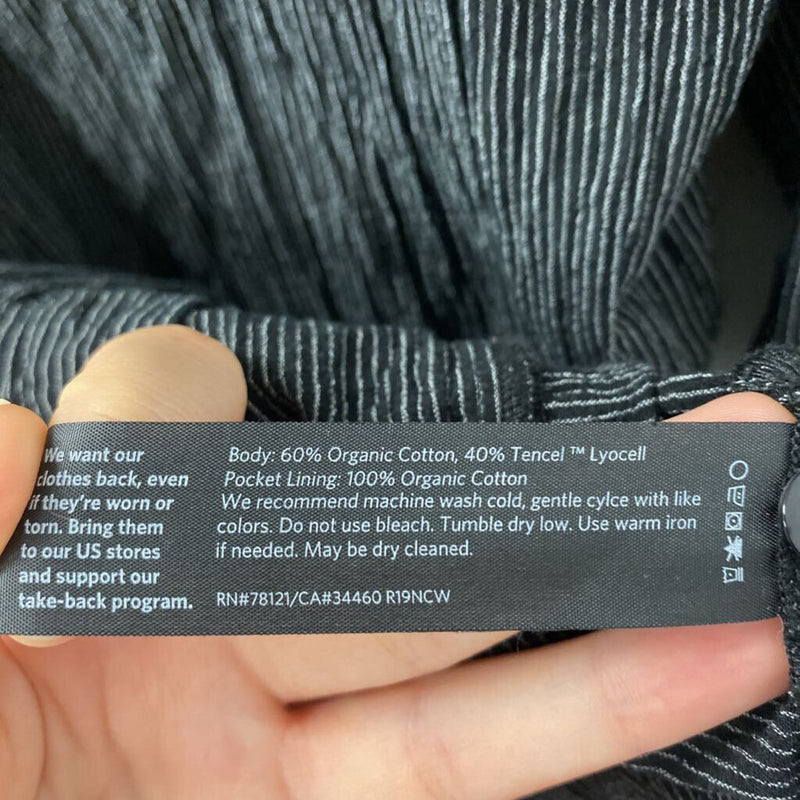 We want our
clothes back, even
if they're worn or
torn. Bring them
to our US stores
and support our
take-back program.
Body: 60% Organic Cotton, 40% Tencel ™ Lyocell
Pocket Lining: 100% Organic Cotton
We recommend machine wash cold, gentle cylce with like
colors. Do not use bleach. Tumble dry low. Use warm iron
if needed. May be dry cleaned.
RN#78121/CA#34460 R19NCW